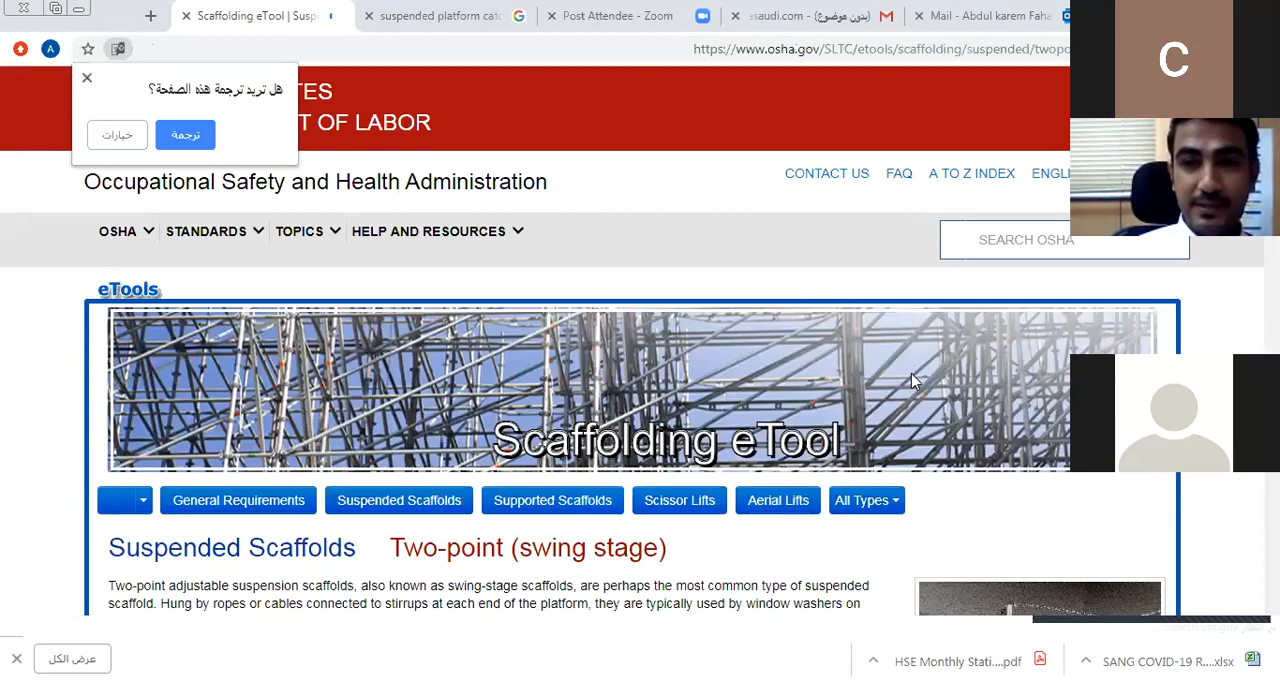 Scaffolding eTool | Susp
suspended platform catc
Post Attendee - Zoom
saudi.com - (بدون موضوع)
Mail - Abdul karem Faha
A
https://www.osha.gov/SLTC/etools/scaffolding/suspended/twopo
C
هل تريد ترجمة هذه الصفحة؟
خيارات
ترجمة
TES
T OF LABOR
Occupational Safety and Health Administration
CONTACT US FAQ A TO Z INDEX ENGLI
OSHA STANDARDS TOPICS HELP AND RESOURCES
SEARCH OSHA
eTools
Scaffolding eTool
General Requirements Suspended Scaffolds Supported Scaffolds Scissor Lifts Aerial Lifts All Types
Suspended Scaffolds Two-point (swing stage)
Two-point adjustable suspension scaffolds, also known as swing-stage scaffolds, are perhaps the most common type of suspended
scaffold. Hung by ropes or cables connected to stirrups at each end of the platform, they are typically used by window washers on
عرض الكل
HSE Monthly Stati....pdf
SANG COVID-19 R....xlsx